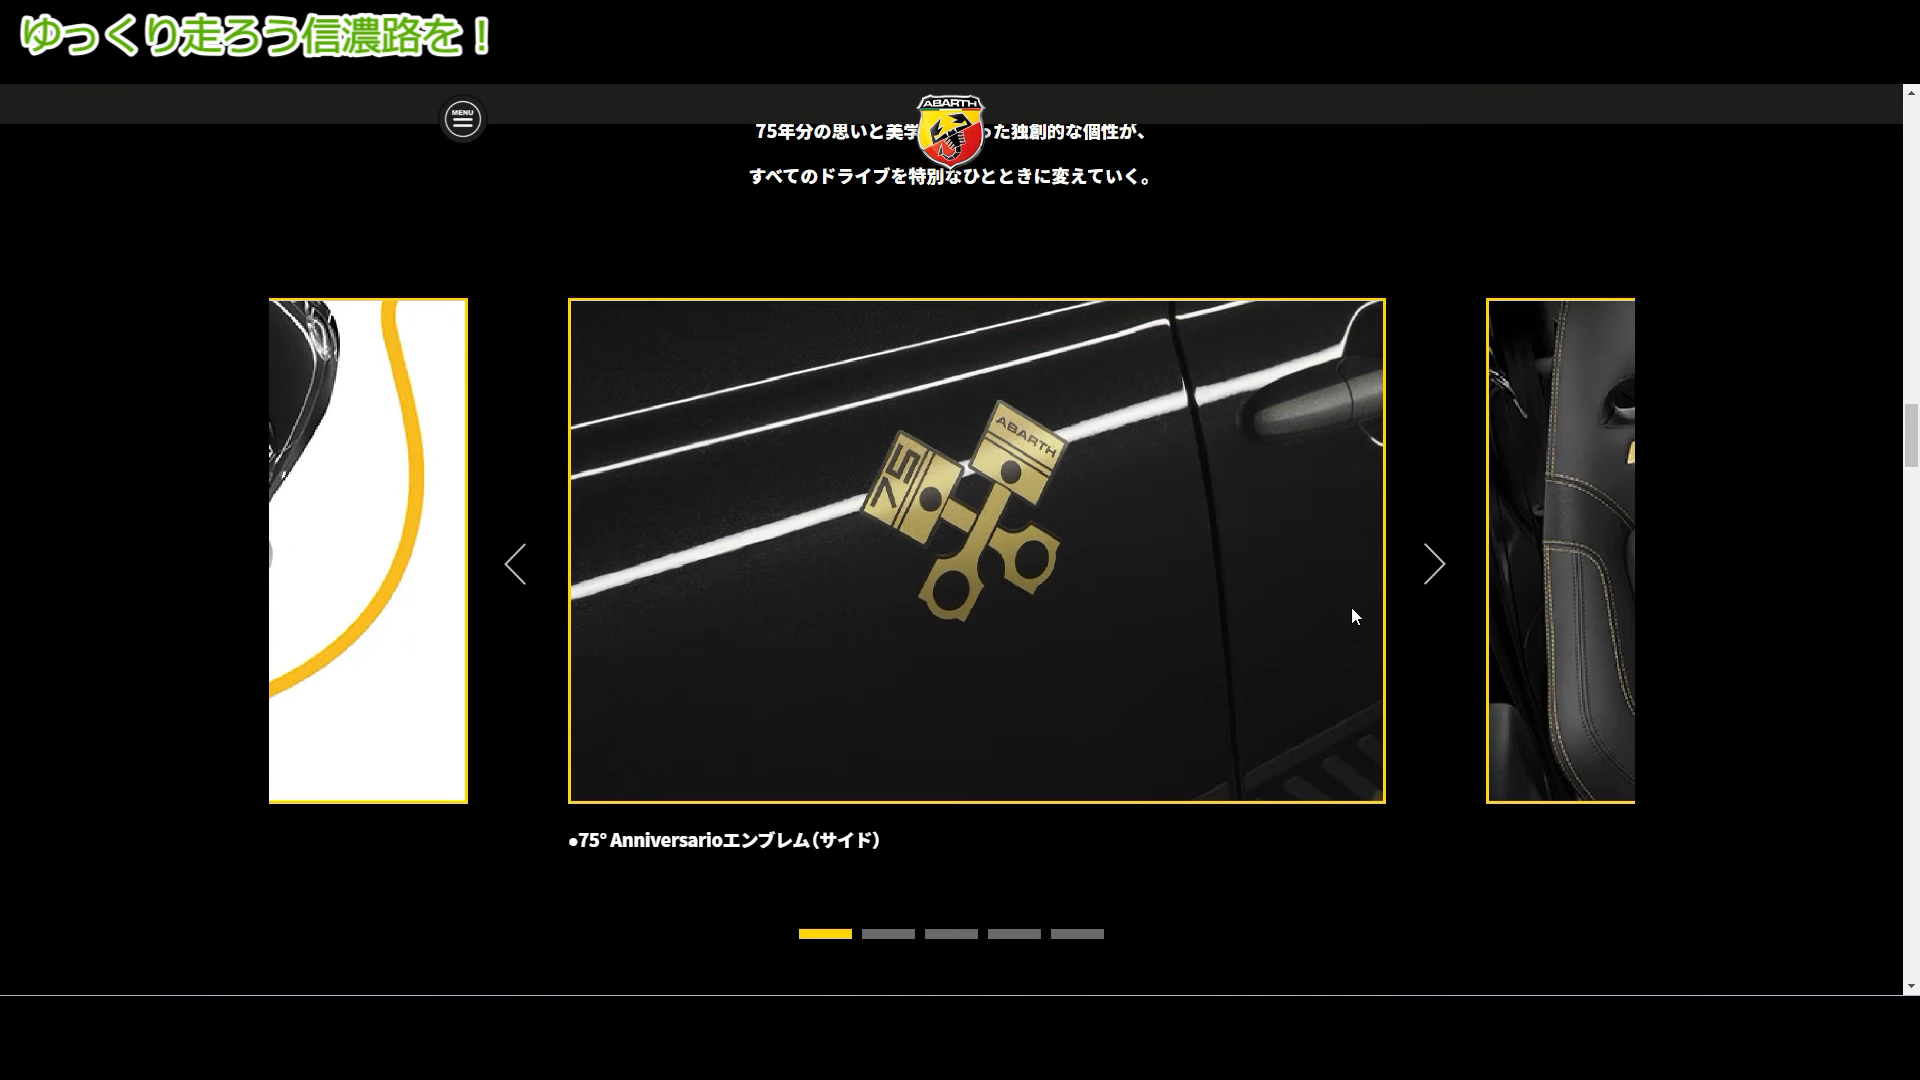 ゆっくり走ろう信濃路を！
MENU
ABARTH
75年分の思いと美学
った独創的な個性が、
すべてのドライブを特別なひとときに変えていく。
ABARTH
75
●75° Anniversarioエンブレム（サイド）